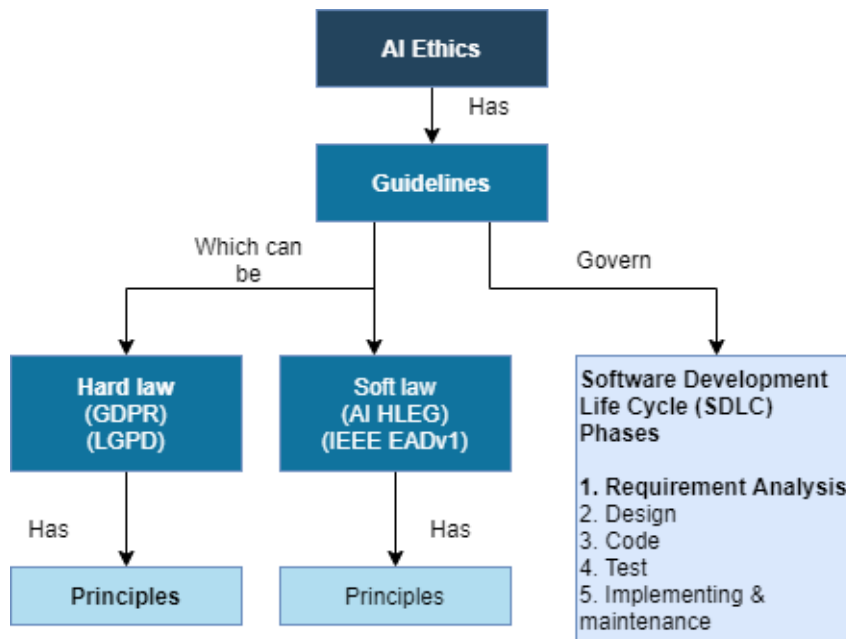 AI Ethics
Has
Guidelines
Which can
be
Govern
Hard law
(GDPR)
(LGPD)
Soft law
(AI HLEG)
(IEEE EADv1)
Software Development
Life Cycle (SDLC)
Phases
1. Requirement Analysis
2. Design
3. Code
4. Test
5. Implementing &
maintenance
Has
Has
Principles
Principles